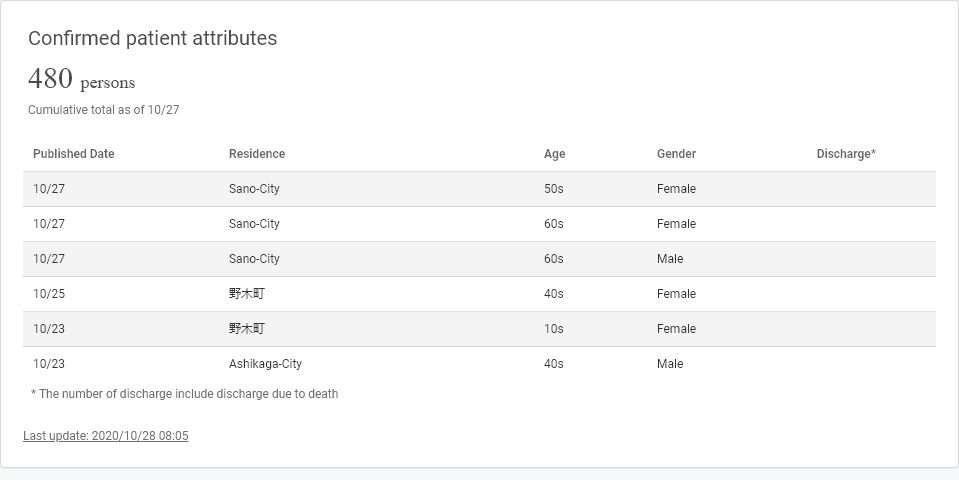 Confirmed patient attributes
480 persons
Cumulative total as of 10/27
Published Date Residence Age Gender Discharge*
10/27 Sano-City 50s Female
10/27 Sano-City 60s Female
10/27 Sano-City 60s Male
10/25 野木町 40s Female
10/23 野木町 10s Female
10/23 Ashikaga-City 40s Male
* The number of discharge include discharge due to death
Last update: 2020/10/28 08:05